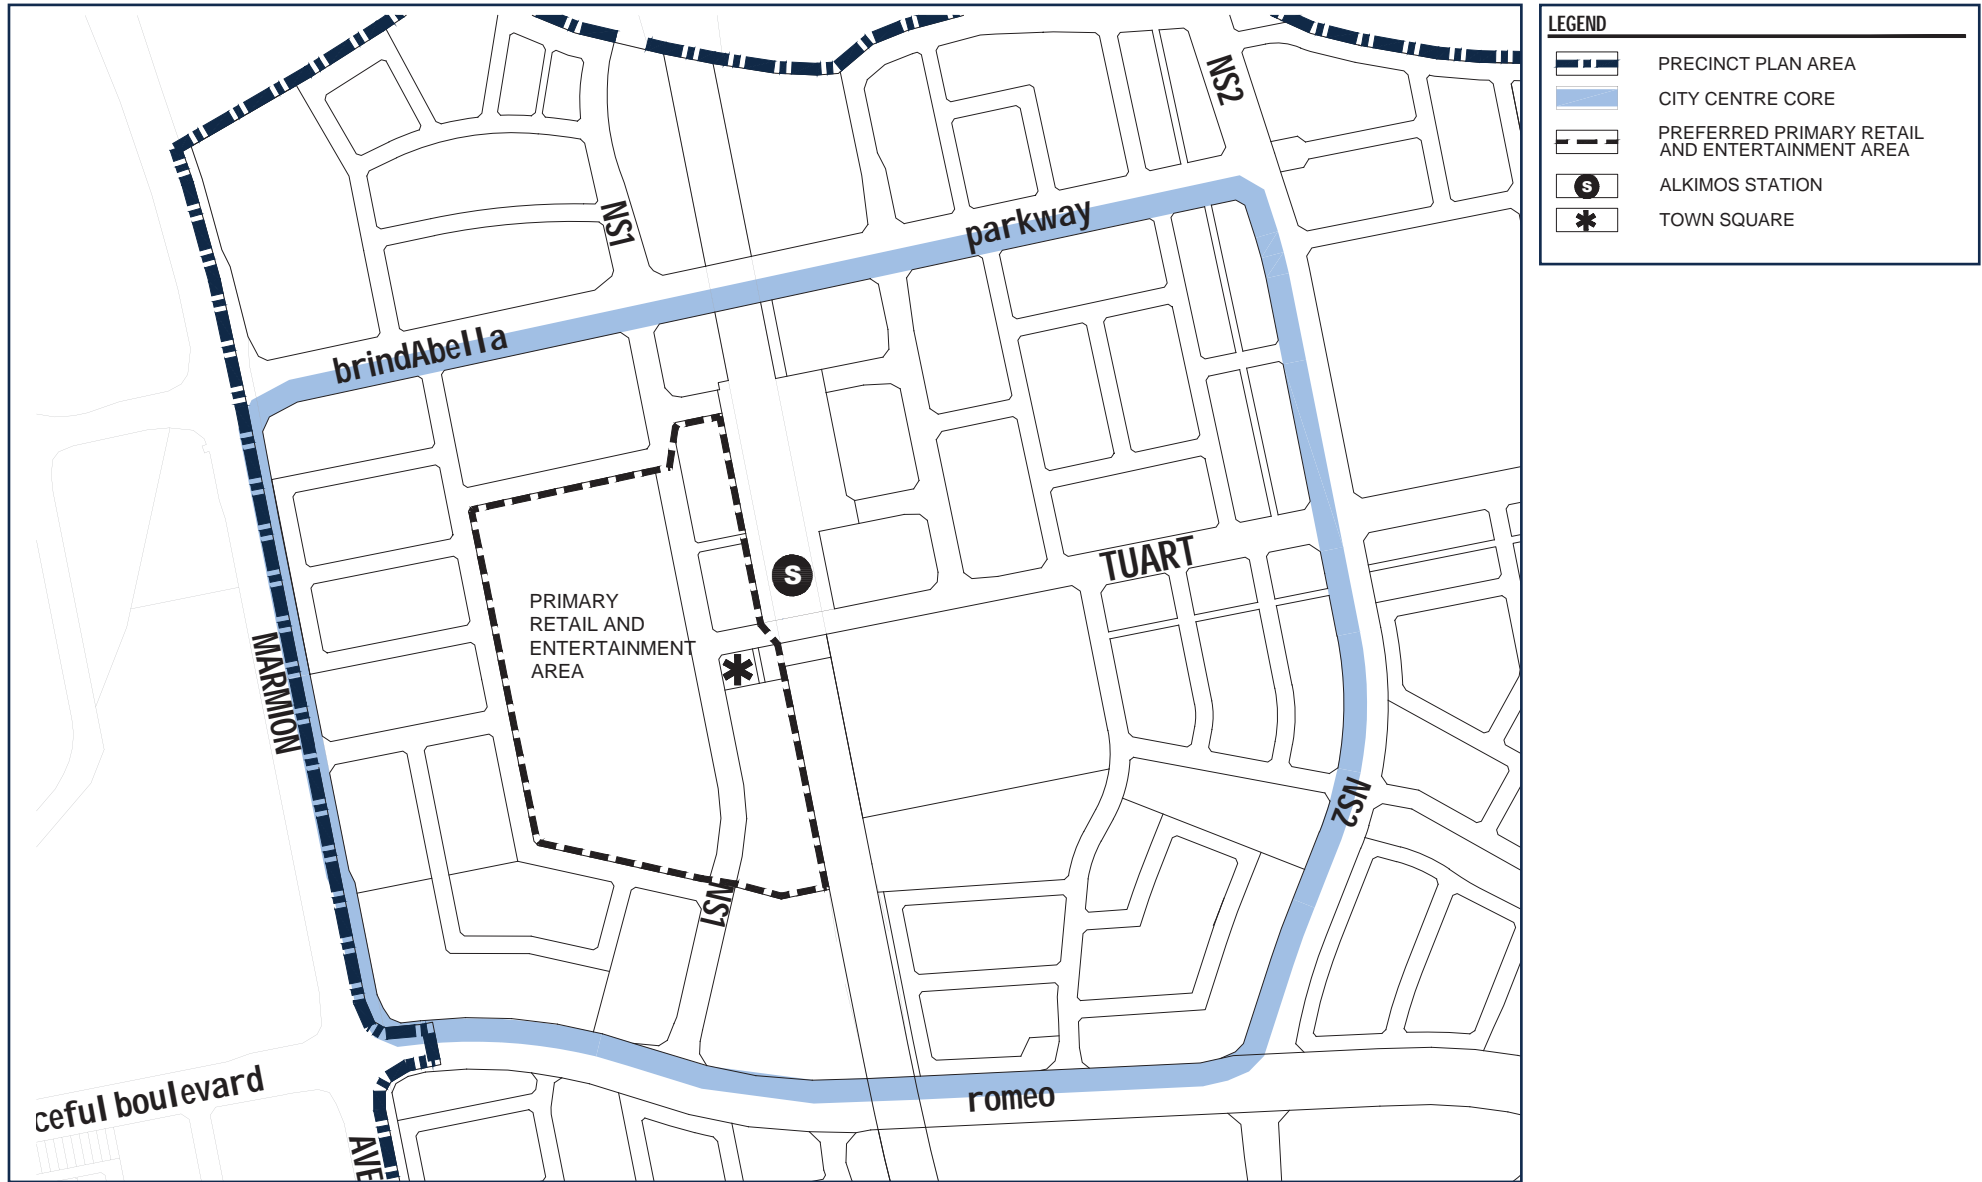 NS2
NS1
parkway
brindAbella
TUART
S
PRIMARY
RETAIL AND
ENTERTAINMENT
AREA
MARMION
NS2
NS1
romeo
ceful boulevard
AVE
LEGEND
PRECINCT PLAN AREA
CITY CENTRE CORE
PREFERRED PRIMARY RETAIL
AND ENTERTAINMENT AREA
S
ALKIMOS STATION
TOWN SQUARE